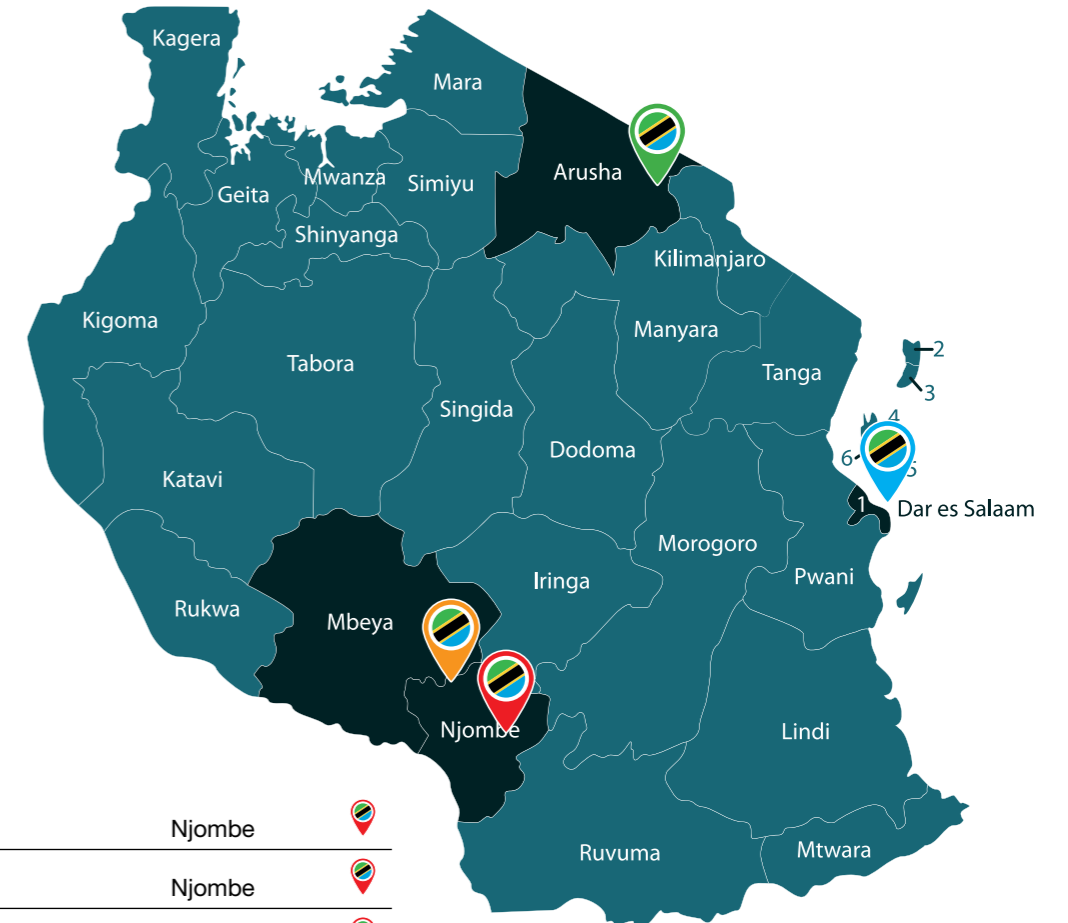 Kagera
Mara
Arusha
Mwanza
Simiyu
Geita
Shinyanga
Kilimanjaro
Kigoma
Manyara
Tabora
Tanga
2
3
Singida
4
Dodoma
6
5
Katavi
1
Dar es Salaam
Morogoro
Iringa
Pwani
Rukwa
Mbeya
Njombe
Lindi
Njombe
Ruvuma
Mtwara
Njombe